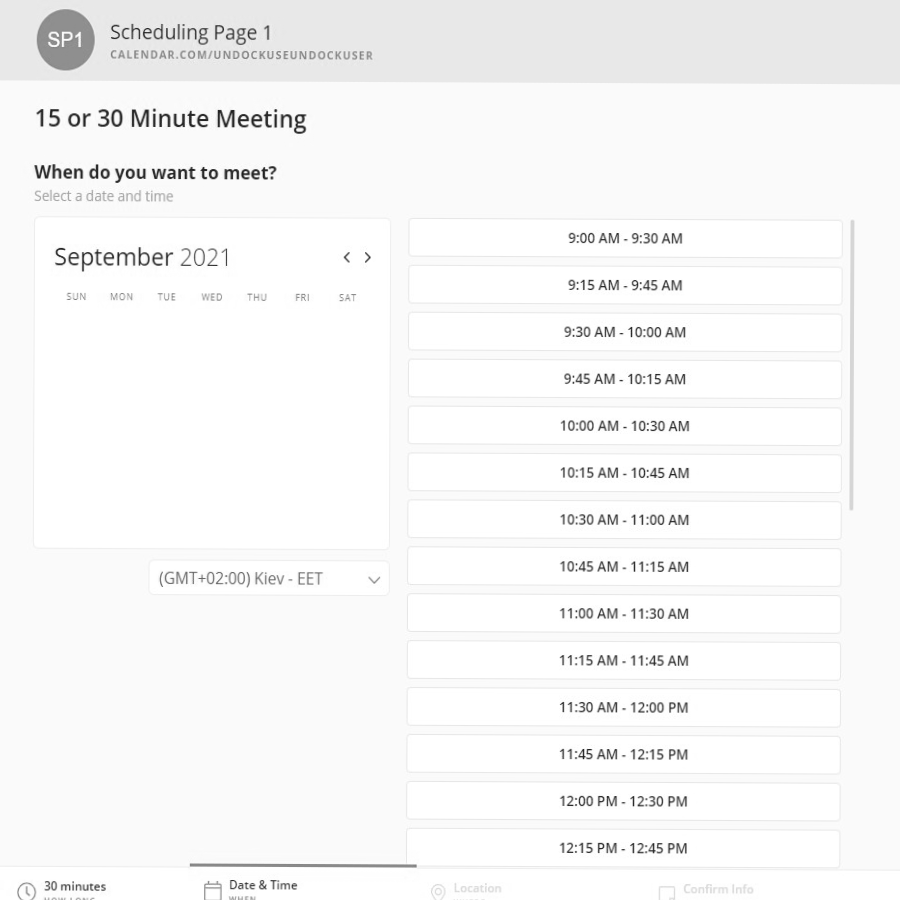 SP1
Scheduling Page 1
CALENDAR.COM/UNDOCKUSEUNDOCKUSER
15 or 30 Minute Meeting
When do you want to meet?
Select a date and time
September 2021
SUN MON TUE WED THU FRI SAT
(GMT+02:00) Kiev - EET
9:00 AM - 9:30 AM
9:15 AM - 9:45 AM
9:30 AM - 10:00 AM
9:45 AM - 10:15 AM
10:00 AM - 10:30 AM
10:15 AM - 10:45 AM
10:30 AM - 11:00 AM
10:45 AM - 11:15 AM
11:00 AM - 11:30 AM
11:15 AM - 11:45 AM
11:30 AM - 12:00 PM
11:45 AM - 12:15 PM
12:00 PM - 12:30 PM
12:15 PM - 12:45 PM
30 minutes
HOW LONG
Date & Time
WHEN
Location
Confirm Info